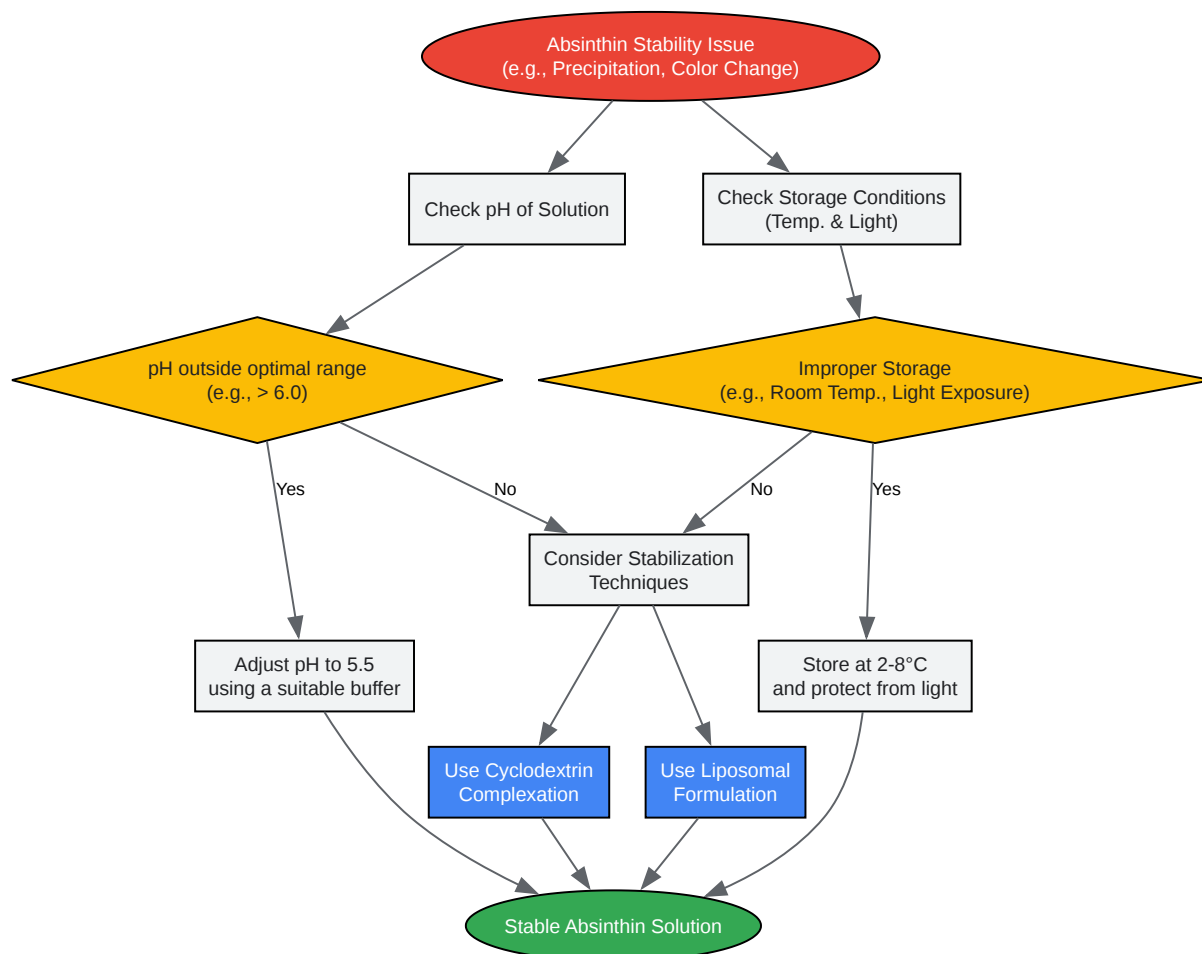 Absinthin Stability Issue
(e.g., Precipitation, Color Change)
Check pH of Solution
Check Storage Conditions
(Temp. & Light)
pH outside optimal range
(e.g., > 6.0)
Improper Storage
(e.g., Room Temp., Light Exposure)
Yes
No
No
Yes
Consider Stabilization
Techniques
Adjust pH to 5.5
using a suitable buffer
Store at 2-8°C
and protect from light
Use Cyclodextrin
Complexation
Use Liposomal
Formulation
Stable Absinthin Solution